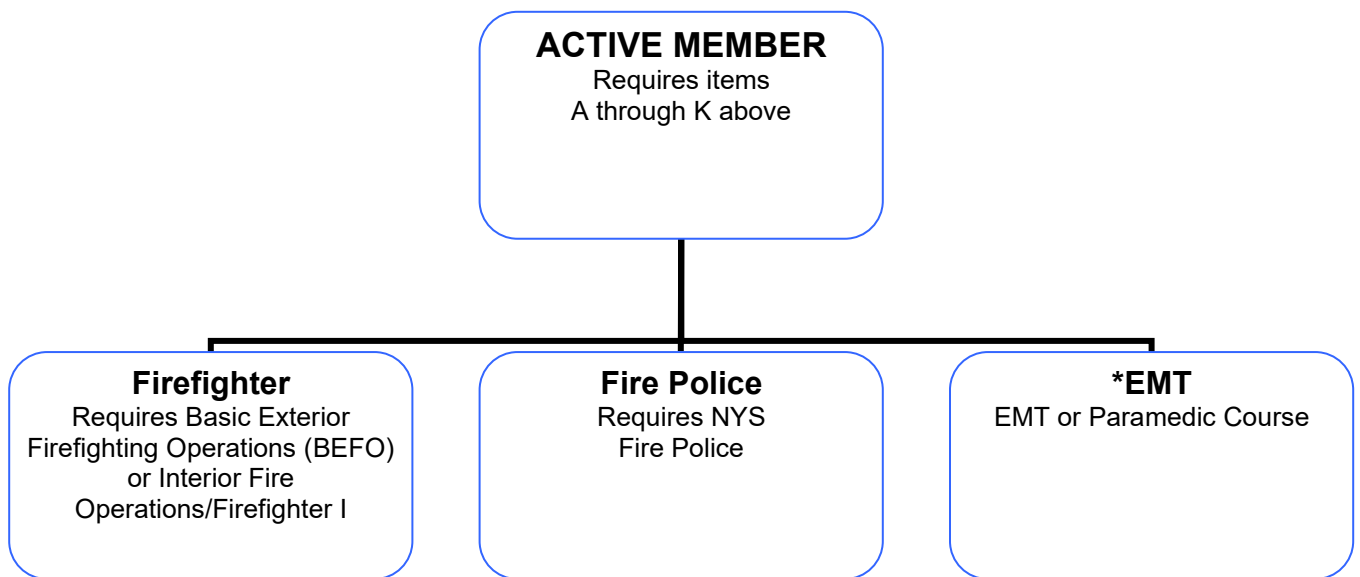 ACTIVE MEMBER
Requires items
A through K above
Firefighter
Requires Basic Exterior
Firefighting Operations (BEFO)
or Interior Fire
Operations/Firefighter I
Fire Police
Requires NYS
Fire Police
*EMT
EMT or Paramedic Course